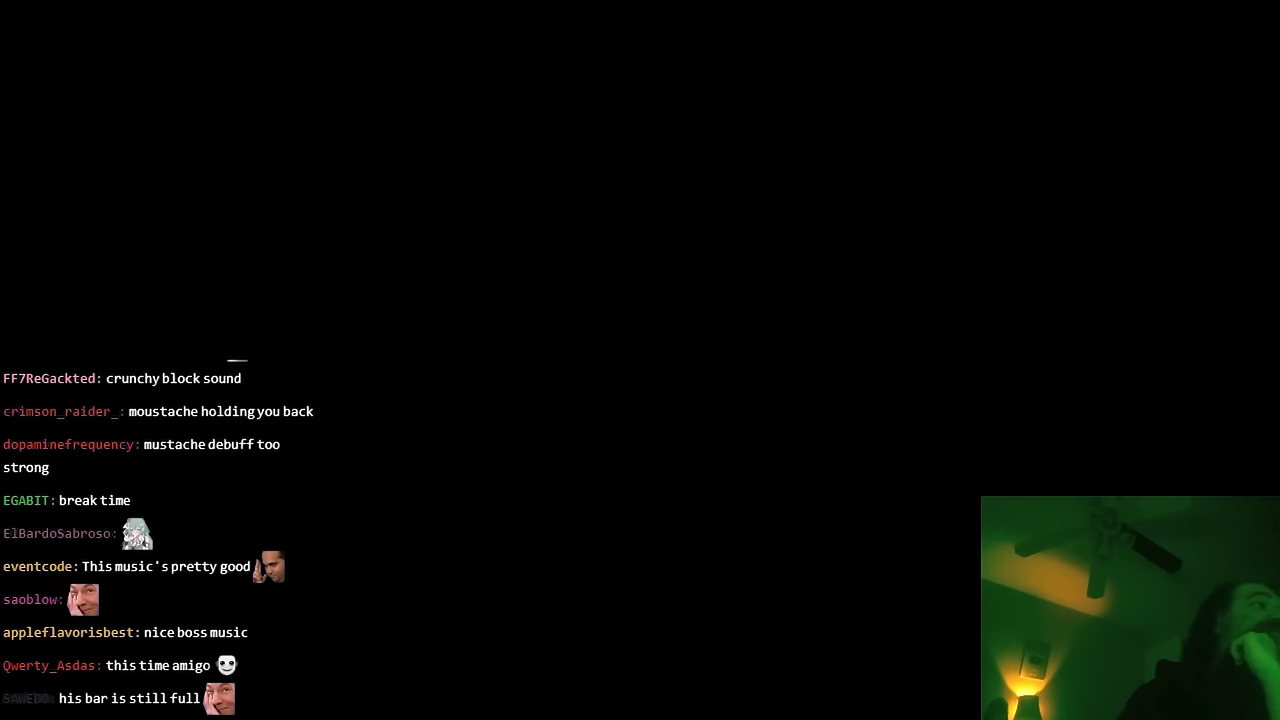 FF7ReGackted: crunchy block sound
crimson_raider_: moustache holding you back
dopaminefrequency: mustache debuff too
strong
EGABIT: break time
ElBardoSabroso:
eventcode: This music's pretty good
saoblow:
appleflavorisbest: nice boss music
Qwerty_Asdas: this time amigo
his bar is still full